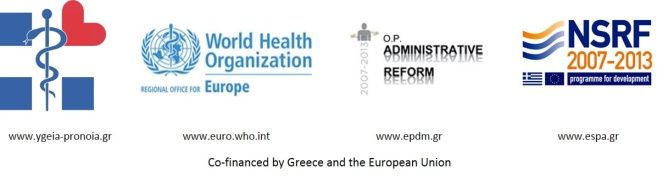 World Health
Organization
REGIONAL OFFICE FOR Europe
2007-2013
O.P.
ADMINISTRATIVE
REFORM
NSRF
2007-2013
programme for development
www.ygeia-pronoia.gr
www.euro.who.int
www.epdm.gr
www.espa.gr
Co-financed by Greece and the European Union